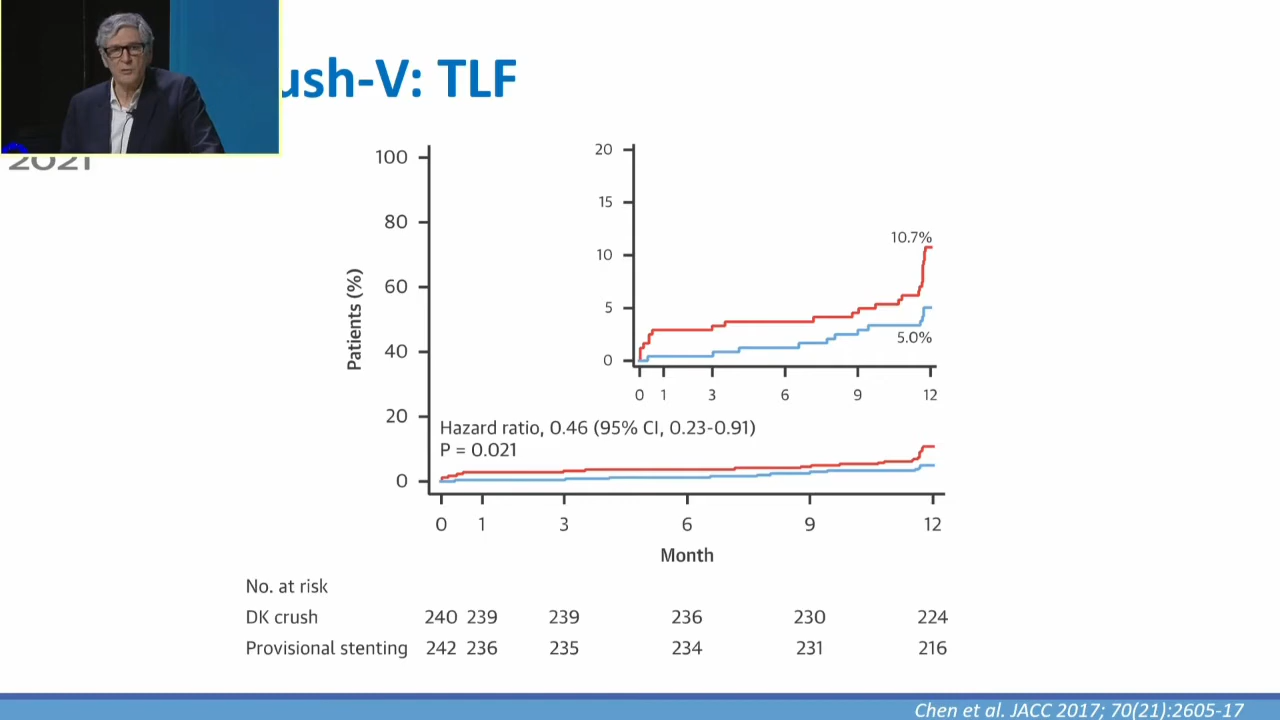 ush-V: TLF
2021
100
80
60
40
20
0
Patients (%)
20
15
10
5
0
10.7%
5.0%
0 1 3 6 9 12
Hazard ratio, 0.46 (95% CI, 0.23-0.91)
P = 0.021
0 1 3 6 9 12
Month
No. at risk
DK crush 240 239 239 236 230 224
Provisional stenting 242 236 235 234 231 216
Chen et al. JACC 2017; 70(21):2605-17